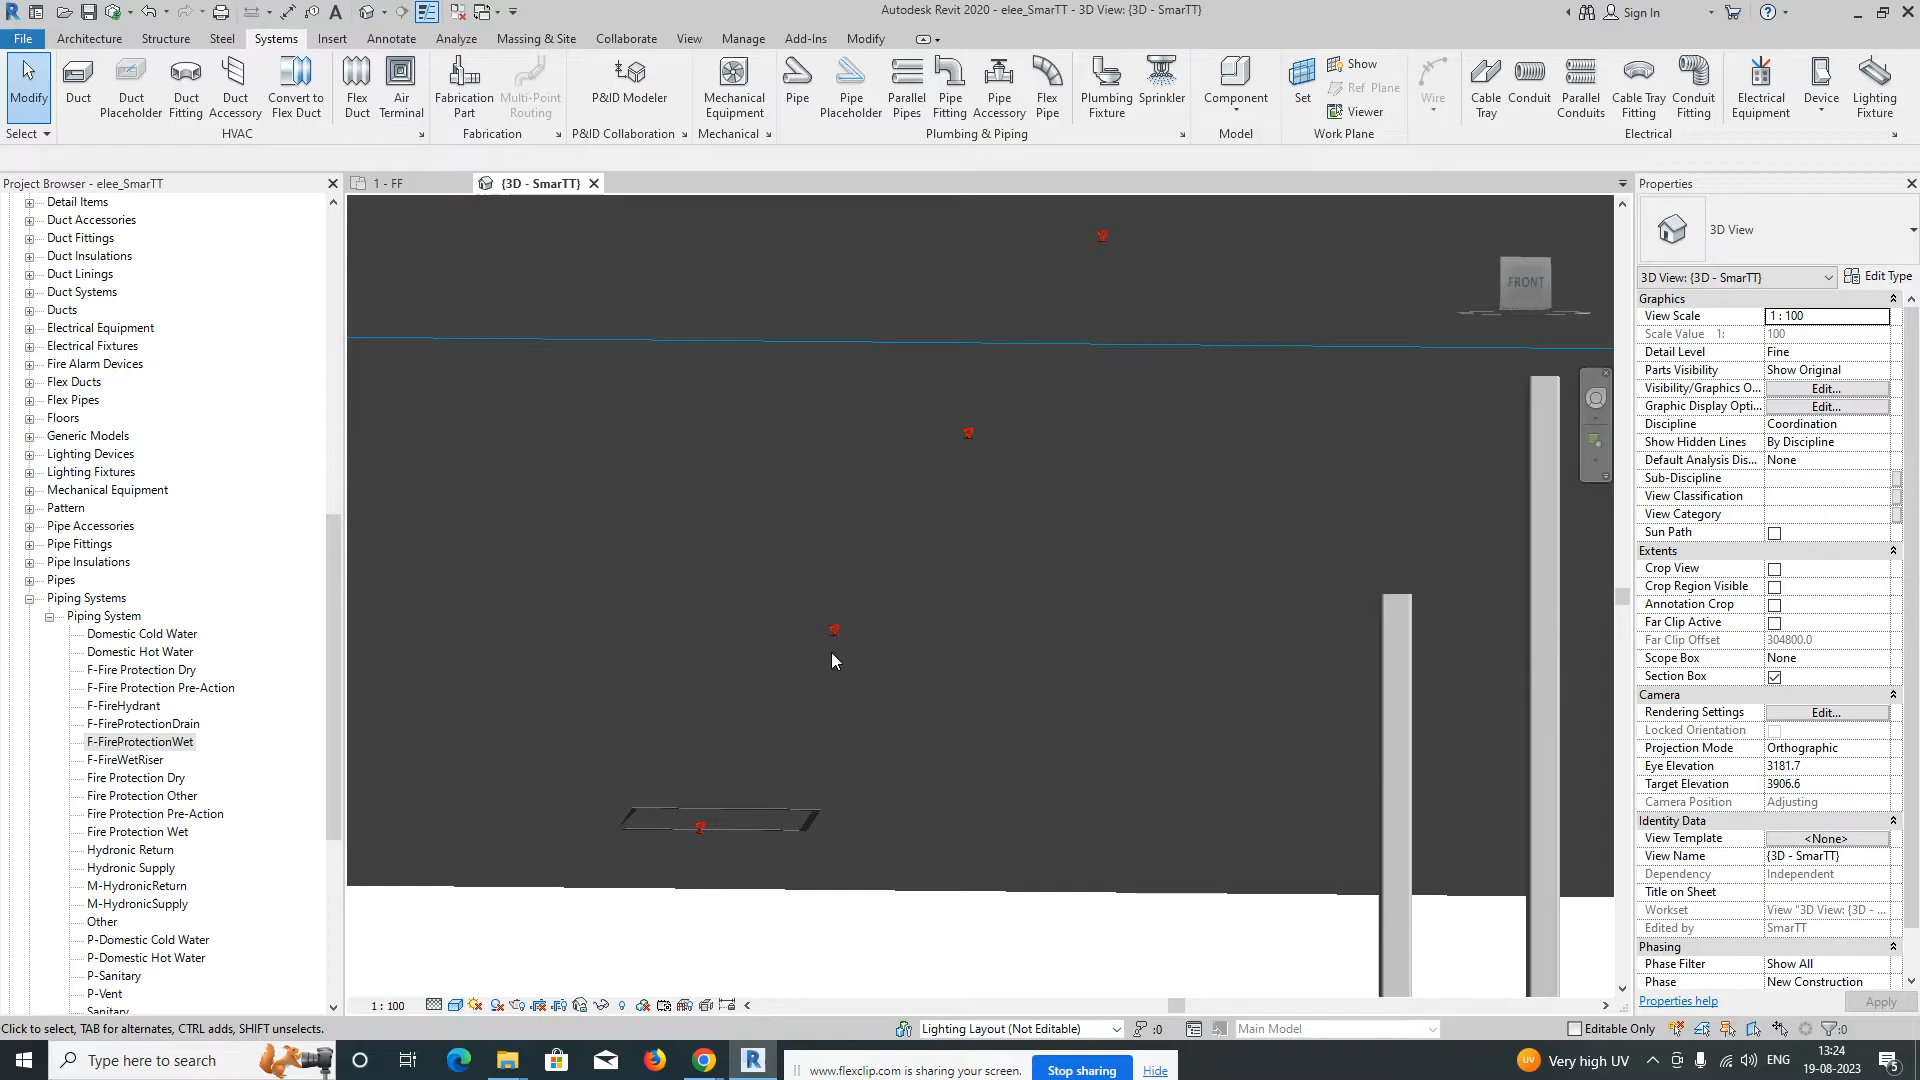 Autodesk Revit 2020 - elee_SmarTT - 3D View: {3D - SmarTT}
Sign In
File
Architecture
Structure
Steel
Systems
Insert
Annotate
Analyze
Massing & Site
Collaborate
View
Manage
Add-Ins
Modify
Modify
Duct
Duct Placeholder
Duct Fitting
Duct Accessory
Convert to Flex Duct
Flex Duct
Air Terminal
Fabrication Part
Multi-Point Routing
P&ID Modeler
Mechanical Equipment
Pipe
Pipe Placeholder
Parallel Pipes
Pipe Fitting
Pipe Accessory
Flex Pipe
Plumbing Fixture
Sprinkler
Component
Set
Show
Ref Plane
Viewer
Wire
Cable Tray
Conduit
Parallel Conduits
Cable Tray Fitting
Conduit Fitting
Electrical Equipment
Device
Lighting Fixture
Select
HVAC
Fabrication
P&ID Collaboration
Mechanical
Plumbing & Piping
Model
Work Plane
Electrical
Project Browser - elee_SmarTT
Detail Items
Duct Accessories
Duct Fittings
Duct Insulations
Duct Linings
Duct Systems
Ducts
Electrical Equipment
Electrical Fixtures
Fire Alarm Devices
Flex Ducts
Flex Pipes
Floors
Generic Models
Lighting Devices
Lighting Fixtures
Mechanical Equipment
Pattern
Pipe Accessories
Pipe Fittings
Pipe Insulations
Pipes
Piping Systems
Piping System
Domestic Cold Water
Domestic Hot Water
F-Fire Protection Dry
F-Fire Protection Pre-Action
F-FireHydrant
F-FireProtectionDrain
F-FireProtectionWet
F-FireWetRiser
Fire Protection Dry
Fire Protection Other
Fire Protection Pre-Action
Fire Protection Wet
Hydronic Return
Hydronic Supply
M-HydronicReturn
M-HydronicSupply
Other
P-Domestic Cold Water
P-Domestic Hot Water
P-Sanitary
P-Vent
Sanitary
1 - FF
{3D - SmarTT}
FRONT
Properties
3D View
3D View: {3D - SmarTT}
Edit Type
Graphics
View Scale 1 : 100
Scale Value 1: 100
Detail Level Fine
Parts Visibility Show Original
Visibility/Graphics O... Edit...
Graphic Display Opti... Edit...
Discipline Coordination
Show Hidden Lines By Discipline
Default Analysis Dis... None
Sub-Discipline
View Classification
View Category
Sun Path
Extents
Crop View
Crop Region Visible
Annotation Crop
Far Clip Active
Far Clip Offset 304800.0
Scope Box None
Section Box
Camera
Rendering Settings Edit...
Locked Orientation
Projection Mode Orthographic
Eye Elevation 3181.7
Target Elevation 3906.6
Camera Position Adjusting
Identity Data
View Template <None>
View Name {3D - SmarTT}
Dependency Independent
Title on Sheet
Workset View "3D View: {3D - ...
Edited by SmarTT
Phasing
Phase Filter Show All
Phase New Construction
Properties help
Apply
1 : 100
Click to select, TAB for alternates, CTRL adds, SHIFT unselects.
Lighting Layout (Not Editable)
:0
Main Model
Editable Only
:0
Type here to search
www.flexclip.com is sharing your screen.
Stop sharing
Hide
Very high UV
ENG
13:24
19-08-2023
5